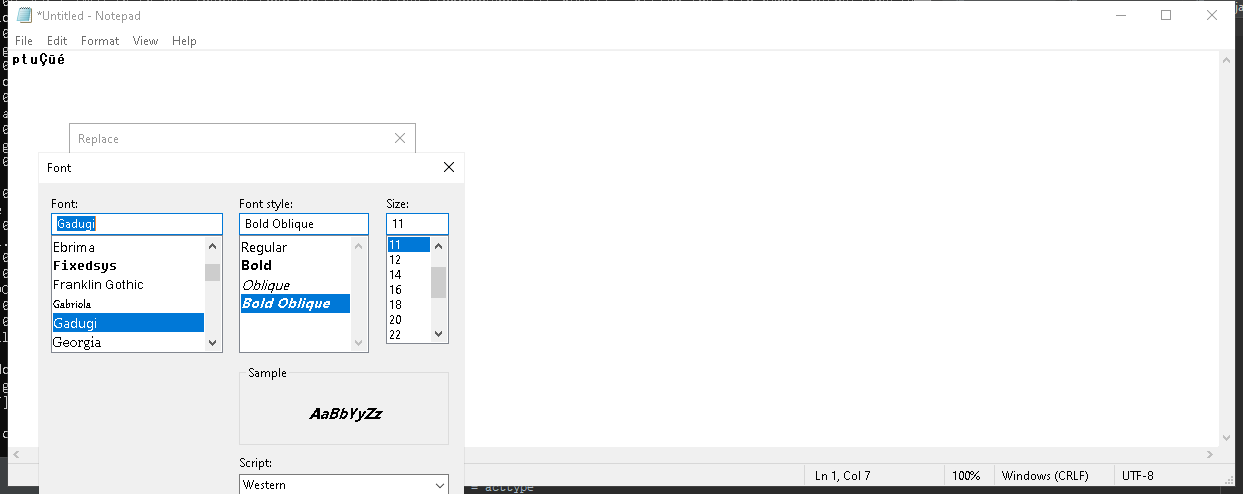 *Untitled - Notepad
File Edit Format View Help
ptuÇūé
Replace
Font
Font: Font style: Size:
Gadugi Bold Oblique 11
Ebrima
Fixedsys
Franklin Gothic
Gabriola
Gadugi
Georgia
Regular
Bold
Oblique
Bold Oblique
11
12
14
16
18
20
22
Sample
AaBbYyZz
Script:
Western
Ln 1, Col 7 100% Windows (CRLF) UTF-8
= acctype